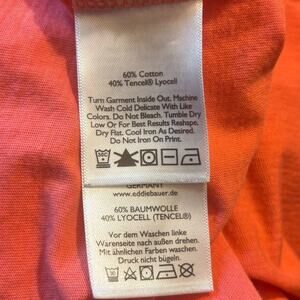 60% Cotton
40% Tencel® Lyocell
Turn Garment Inside Out. Machine
Wash Cold Delicate With Like
Colors. Do Not Bleach. Tumble Dry
Low Or For Best Results Reshape.
Dry Flat. Cool Iron As Desired.
Do Not Iron On Print.
GERMANY
www.eddiebauer.de
60% BAUMWOLLE
40% LYOCELL (TENCEL®)
Vor dem Waschen linke
Warenseite nach außen drehen.
Mit ähnlichen Farben waschen.
Druck nicht bügeln.